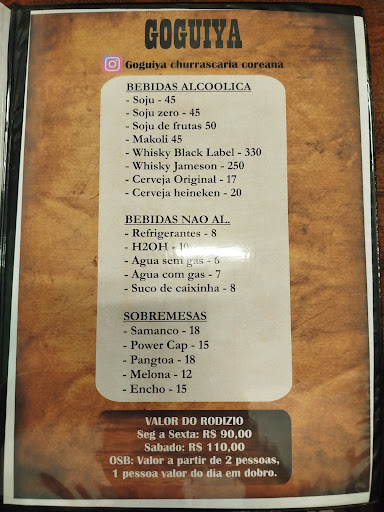 GOGUIYA
Goguiya churrascaria coreana
BEBIDAS ALCOOLICA
- Soju - 45
- Soju zero - 45
- Soju de frutas 50
- Makoli 45
- Whisky Black Label - 330
- Whisky Jameson - 250
- Cerveja Original - 17
- Cerveja heineken - 20
BEBIDAS NAO AL.
- Refrigerantes - 8
- H2OH - 10
- Agua sem gas - 6
- Agua com gas - 7
- Suco de caixinha - 8
SOBREMESAS
- Samanco - 18
- Power Cap - 15
- Pangtoa - 18
- Melona - 12
- Encho - 15
VALOR DO RODIZIO
Seg a Sexta: R$ 90,00
Sabado: R$ 110,00
OSB: Valor a partir de 2 pessoas,
1 pessoa valor do dia em dobro.